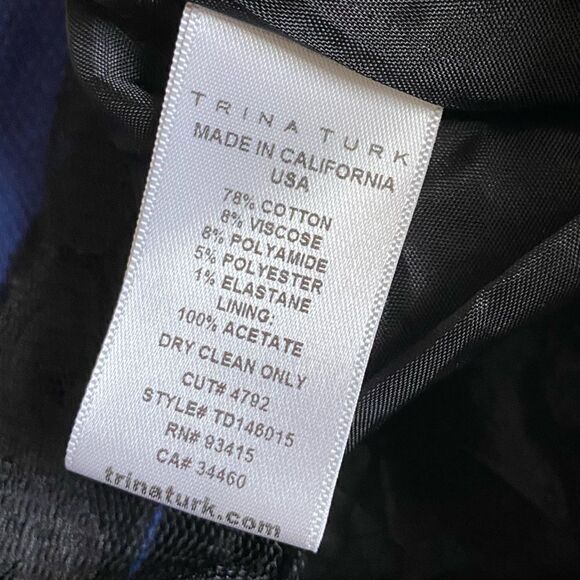 TRINA TURK
MADE IN CALIFORNIA
USA
78% COTTON
8% VISCOSE
8% POLYAMIDE
5% POLYESTER
1% ELASTANE
LINING:
100% ACETATE
DRY CLEAN ONLY
CUT# 4792
STYLE# TD146015
RN# 93415
CA# 34460
trinaturk.com